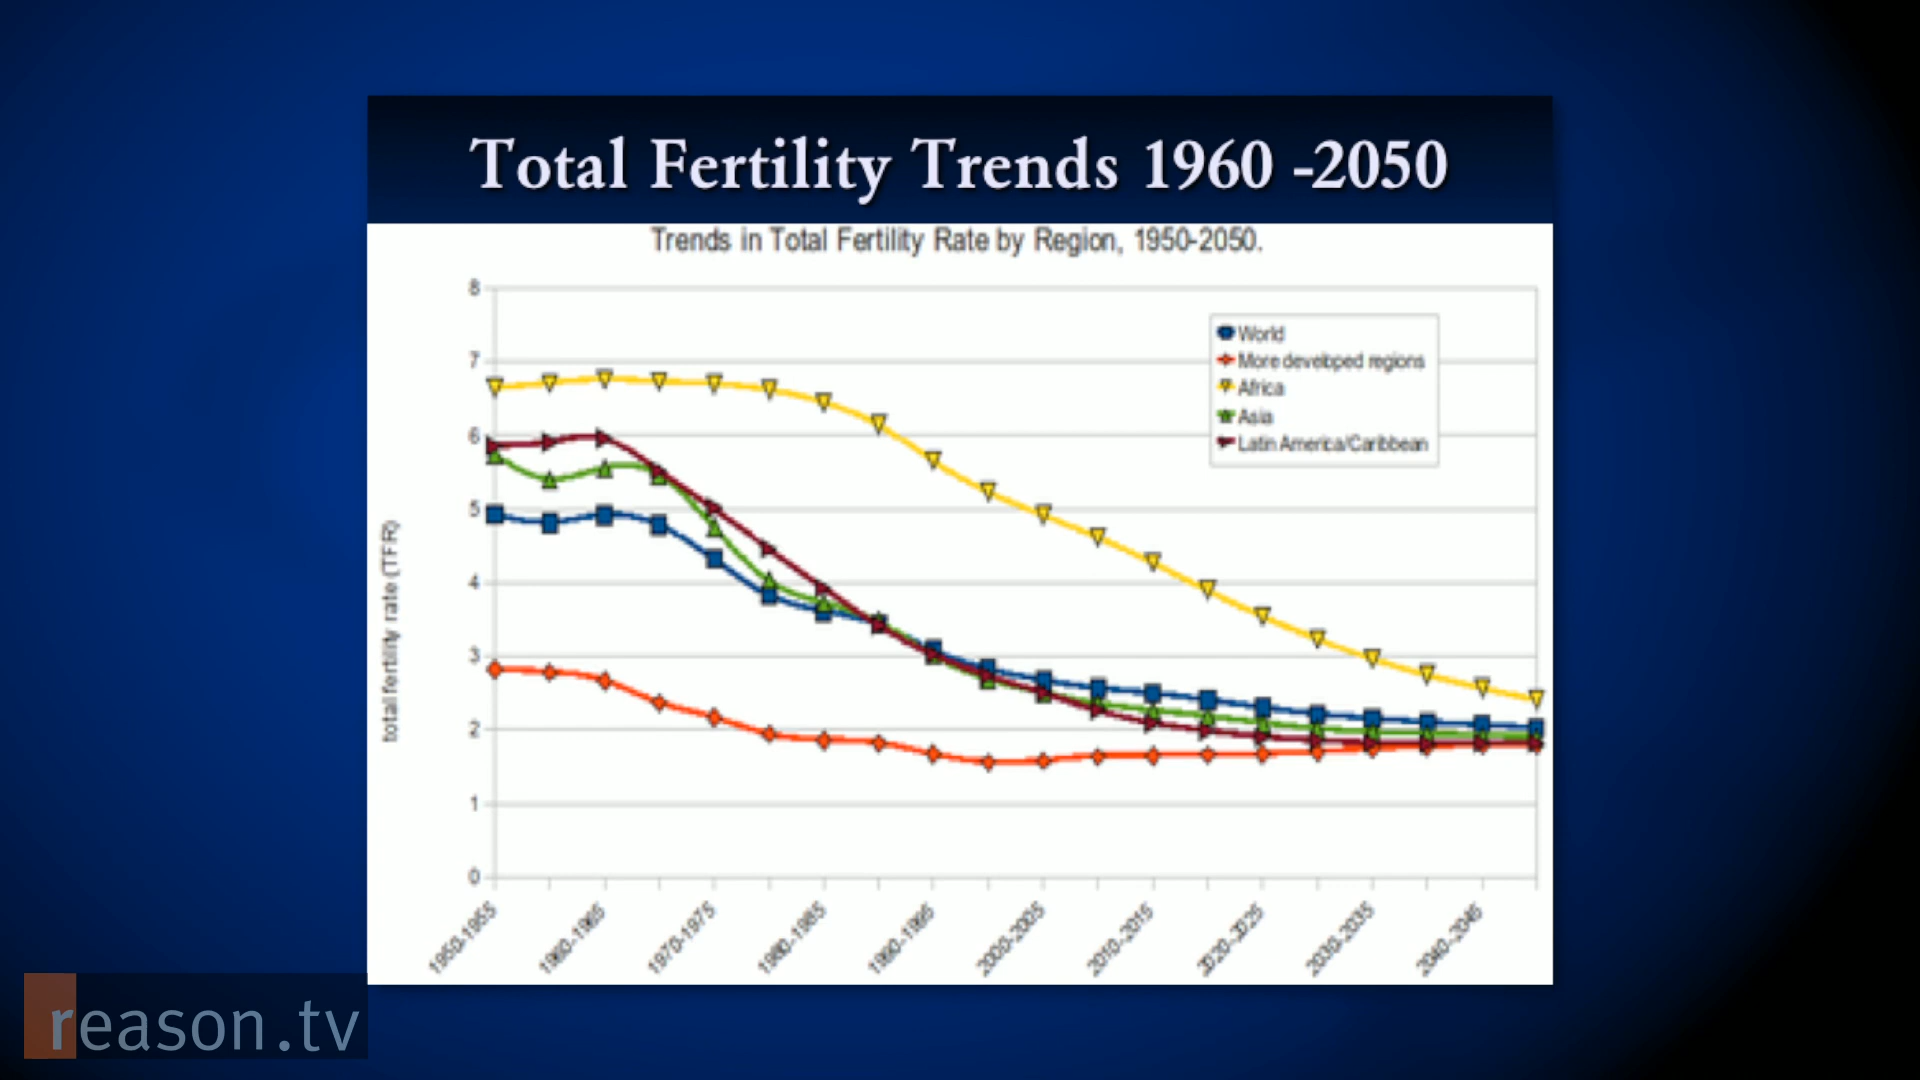 Total Fertility Trends 1960 -2050
Trends in Total Fertility Rate by Region, 1950-2050.
total fertility rate (TFR)
8
7
6
5
4
3
2
1
0
World
More developed regions
Africa
Asia
Latin America/Caribbean
1950-1955
1960-1965
1970-1975
1980-1985
1990-1995
2000-2005
2010-2015
2020-2025
2030-2035
2040-2045
reason.tv